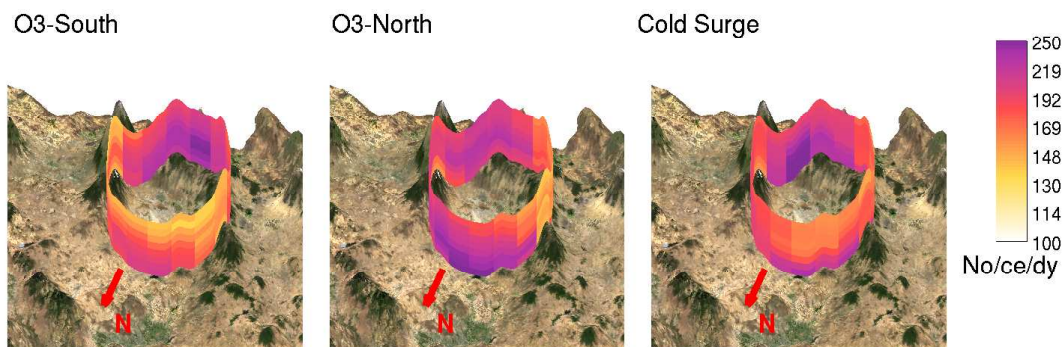 O3-South
O3-North
Cold Surge
N
N
N
250
219
192
169
148
130
114
100
No/ce/dy